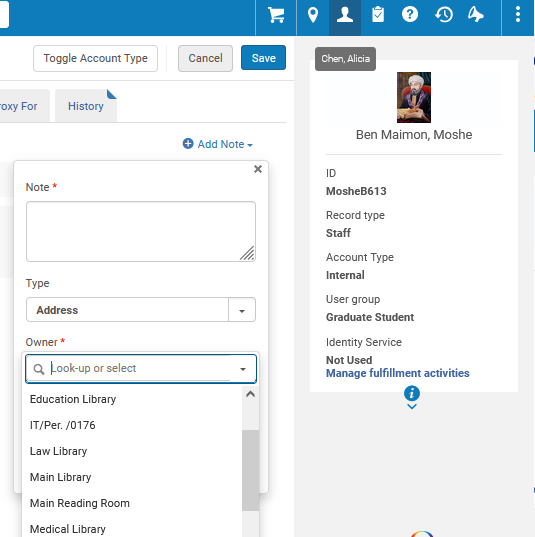 Toggle Account Type
Cancel
Save
Chen, Alicia
roxy For
History
Add Note
Ben Maimon, Moshe
Note *
ID
MosheB613
Record type
Staff
Account Type
Internal
User group
Graduate Student
Identity Service
Not Used
Manage fulfillment activities
Type
Address
Owner *
Look-up or select
Education Library
IT/Per. /0176
Law Library
Main Library
Main Reading Room
Medical Library